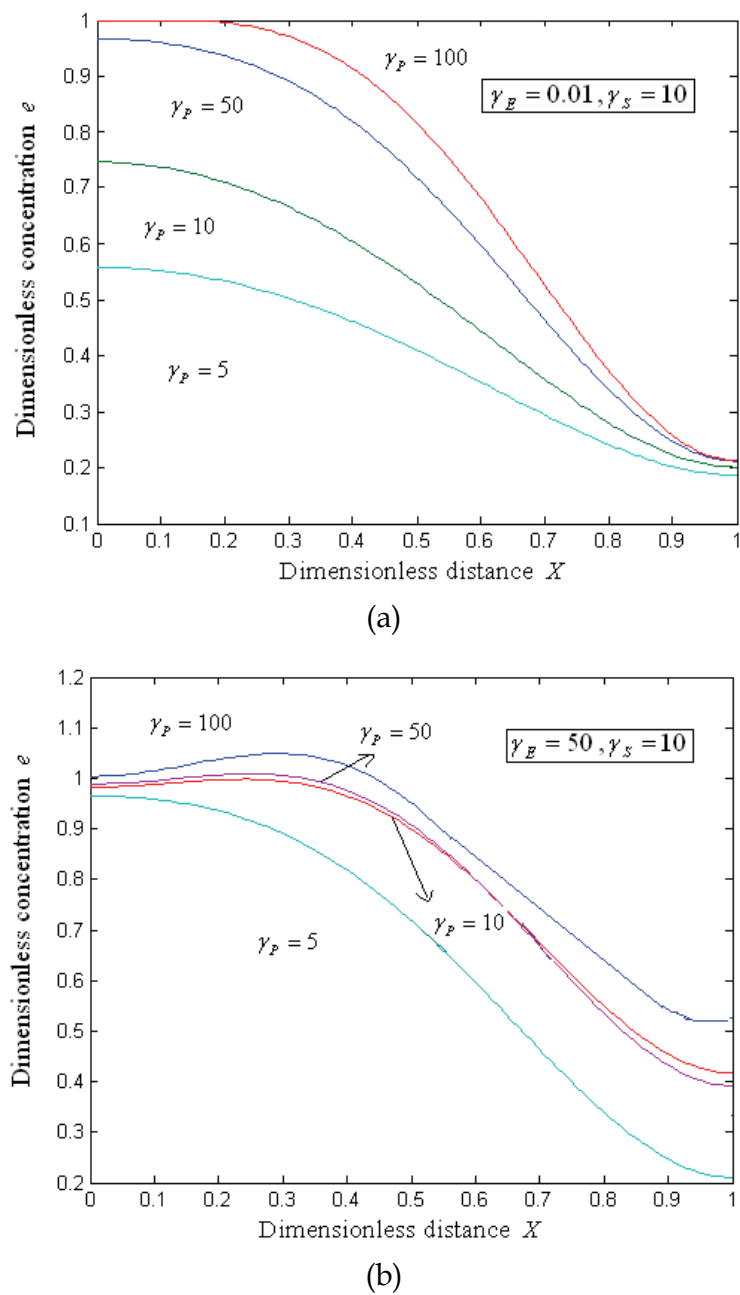 1
0.9
0.8
0.7
0.6
0.5
0.4
0.3
0.2
0.1
Dimensionless concentration e
γP = 100
γE = 0.01, γS = 10
γP = 50
γP = 10
γP = 5
0 0.1 0.2 0.3 0.4 0.5 0.6 0.7 0.8 0.9 1
Dimensionless distance X
(a)
1.2
1.1
1
0.9
0.8
0.7
0.6
0.5
0.4
0.3
0.2
Dimensionless concentration e
γP = 100
γP = 50
γE = 50, γS = 10
γP = 10
γP = 5
0 0.1 0.2 0.3 0.4 0.5 0.6 0.7 0.8 0.9 1
Dimensionless distance X
(b)